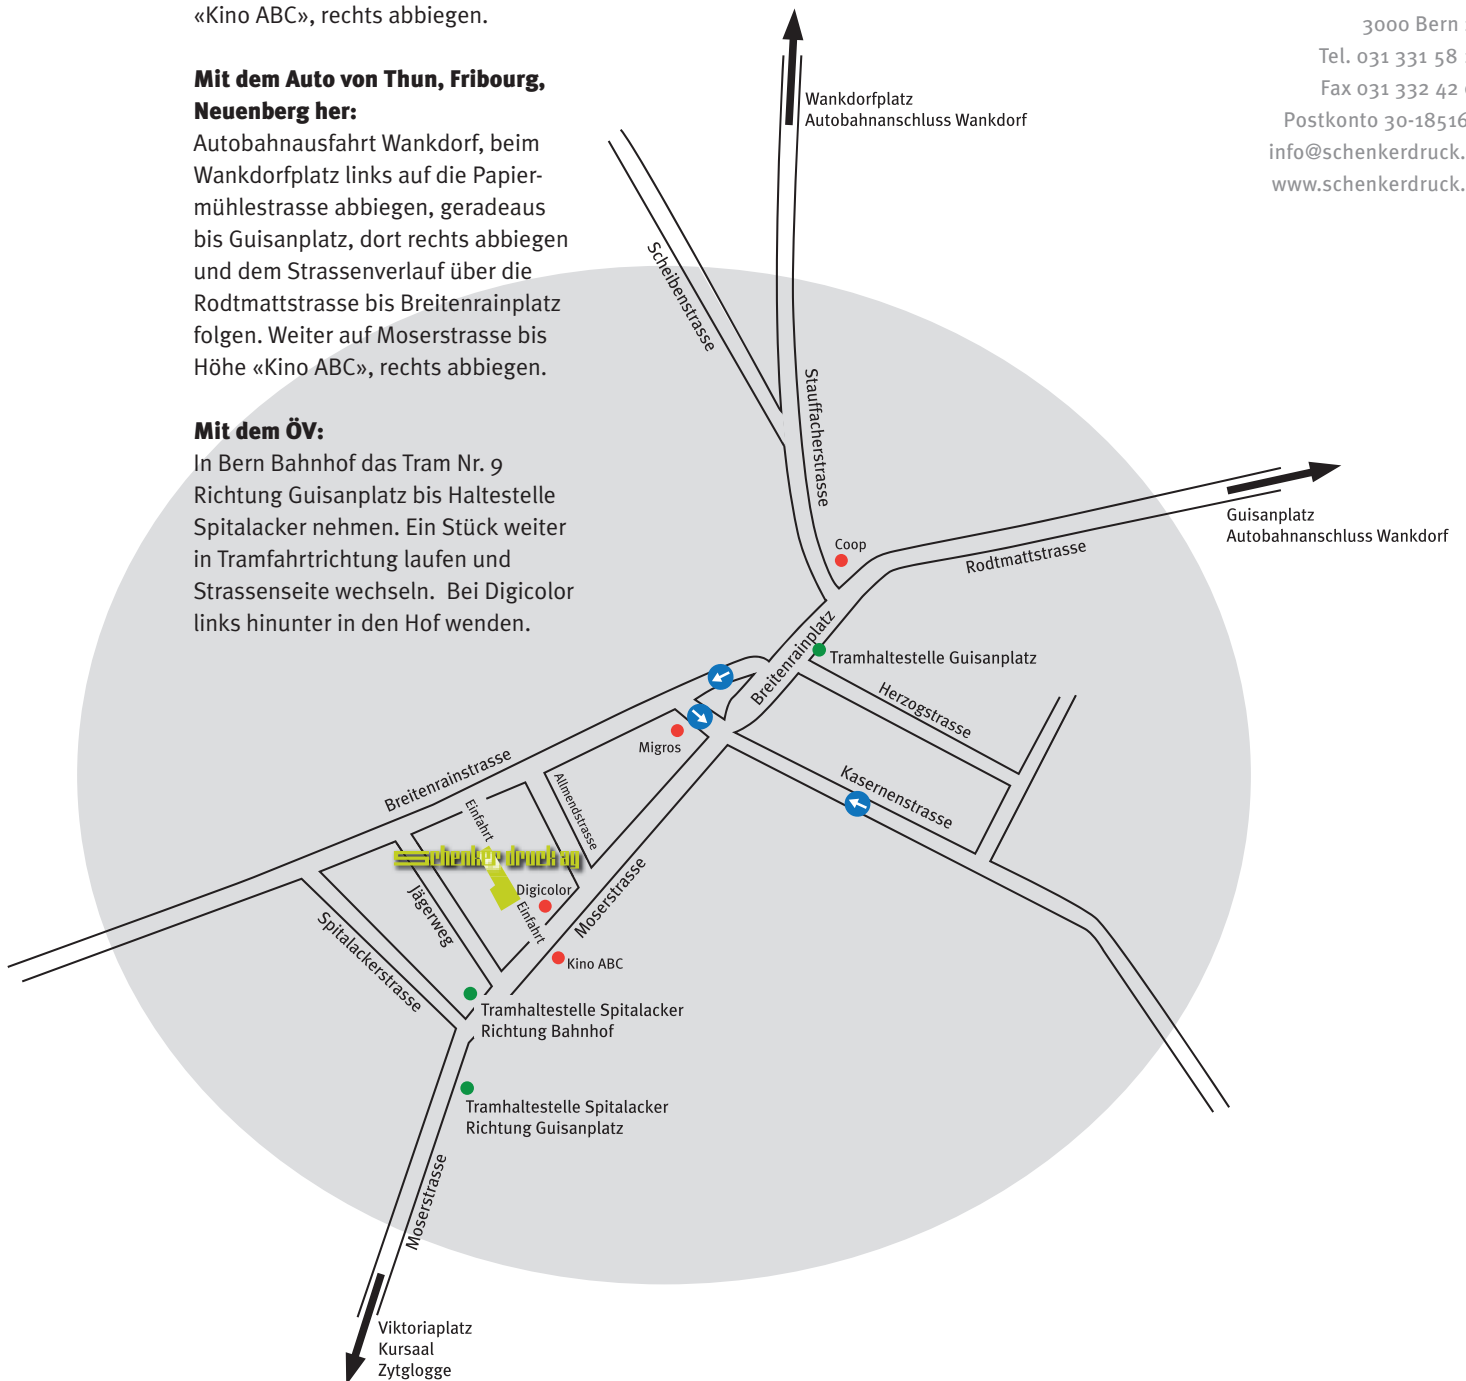 «Kino ABC», rechts abbiegen.
Mit dem Auto von Thun, Fribourg,
Neuenberg her:
Autobahnausfahrt Wankdorf, beim
Wankdorfplatz links auf die Papier-
mühlestrasse abbiegen, geradeaus
bis Guisanplatz, dort rechts abbiegen
und dem Strassenverlauf über die
Rodtmattstrasse bis Breitenrainplatz
folgen. Weiter auf Moserstrasse bis
Höhe «Kino ABC», rechts abbiegen.
Mit dem ÖV:
In Bern Bahnhof das Tram Nr. 9
Richtung Guisanplatz bis Haltestelle
Spitalacker nehmen. Ein Stück weiter
in Tramfahrtrichtung laufen und
Strassenseite wechseln.  Bei Digicolor
links hinunter in den Hof wenden.
3000 Bern
Tel. 031 331 58
Fax 031 332 42
Postkonto 30-18516
info@schenkerdruck.
www.schenkerdruck.
Wankdorfplatz
Autobahnanschluss Wankdorf
Scheibenstrasse
Stauffacherstrasse
Coop
Guisanplatz
Autobahnanschluss Wankdorf
Rodtmattstrasse
Breitenrainplatz
Tramhaltestelle Guisanplatz
Herzogstrasse
Migros
Kasernenstrasse
Breitenrainstrasse
Allmendstrasse
Einfahrt
schenker druck ag
Digicolor
Einfahrt
Jägerweg
Moserstrasse
Spitalackerstrasse
Kino ABC
Tramhaltestelle Spitalacker
Richtung Bahnhof
Tramhaltestelle Spitalacker
Richtung Guisanplatz
Moserstrasse
Viktoriaplatz
Kursaal
Zytglogge